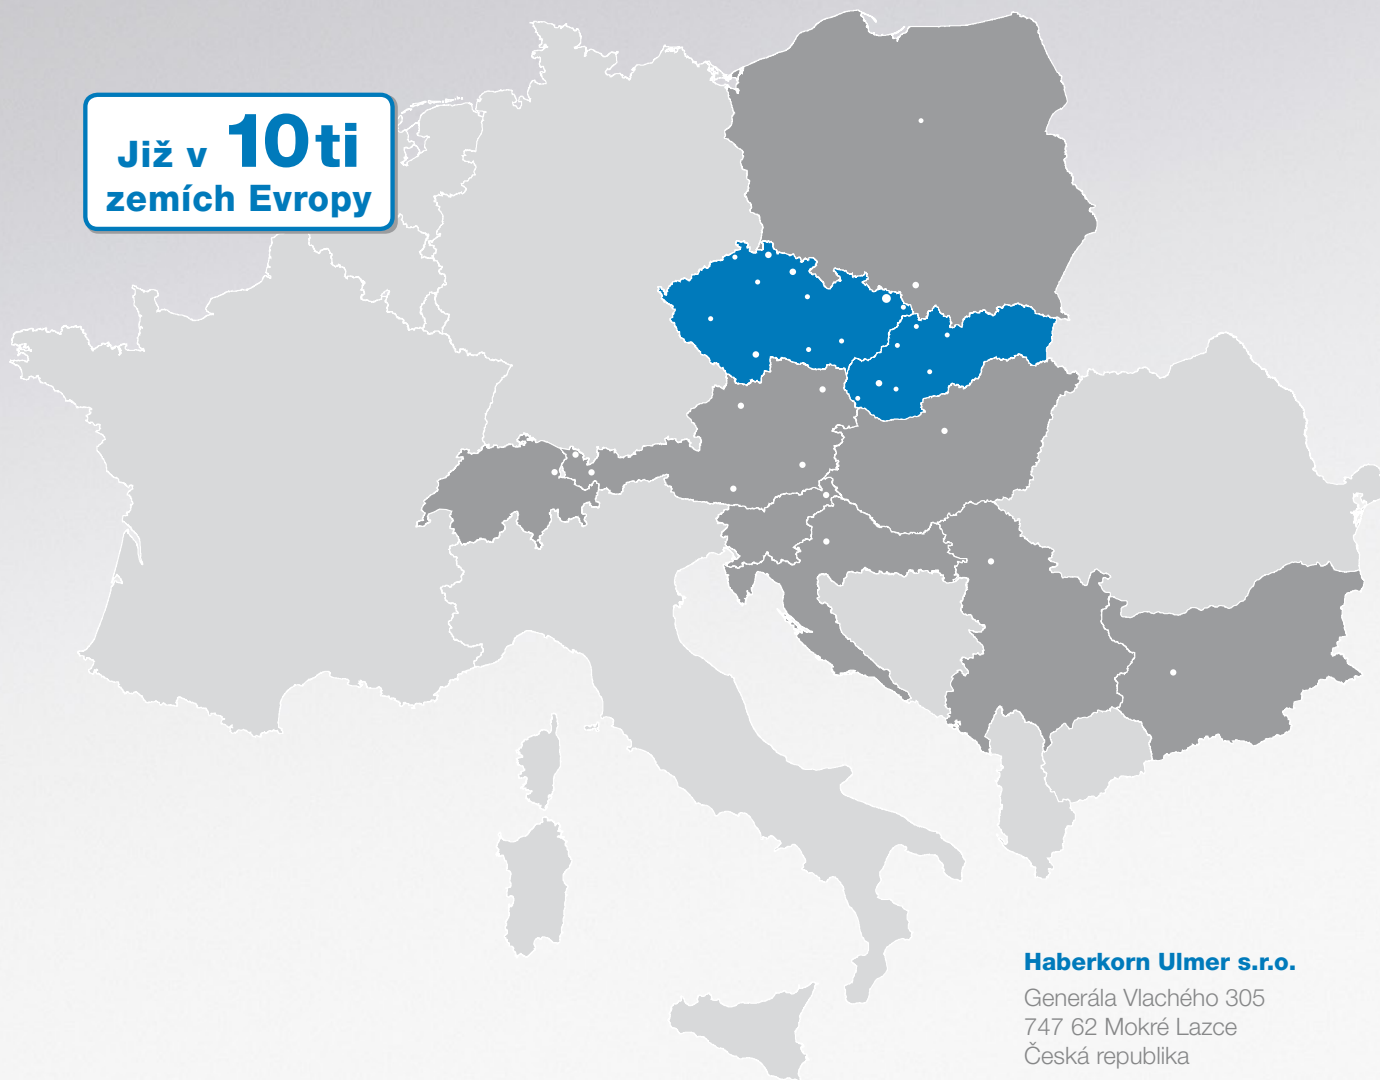 Již v 10ti
zemích Evropy
Haberkorn Ulmer s.r.o.
Generála Vlachého 305
747 62 Mokré Lazce
Česká republika